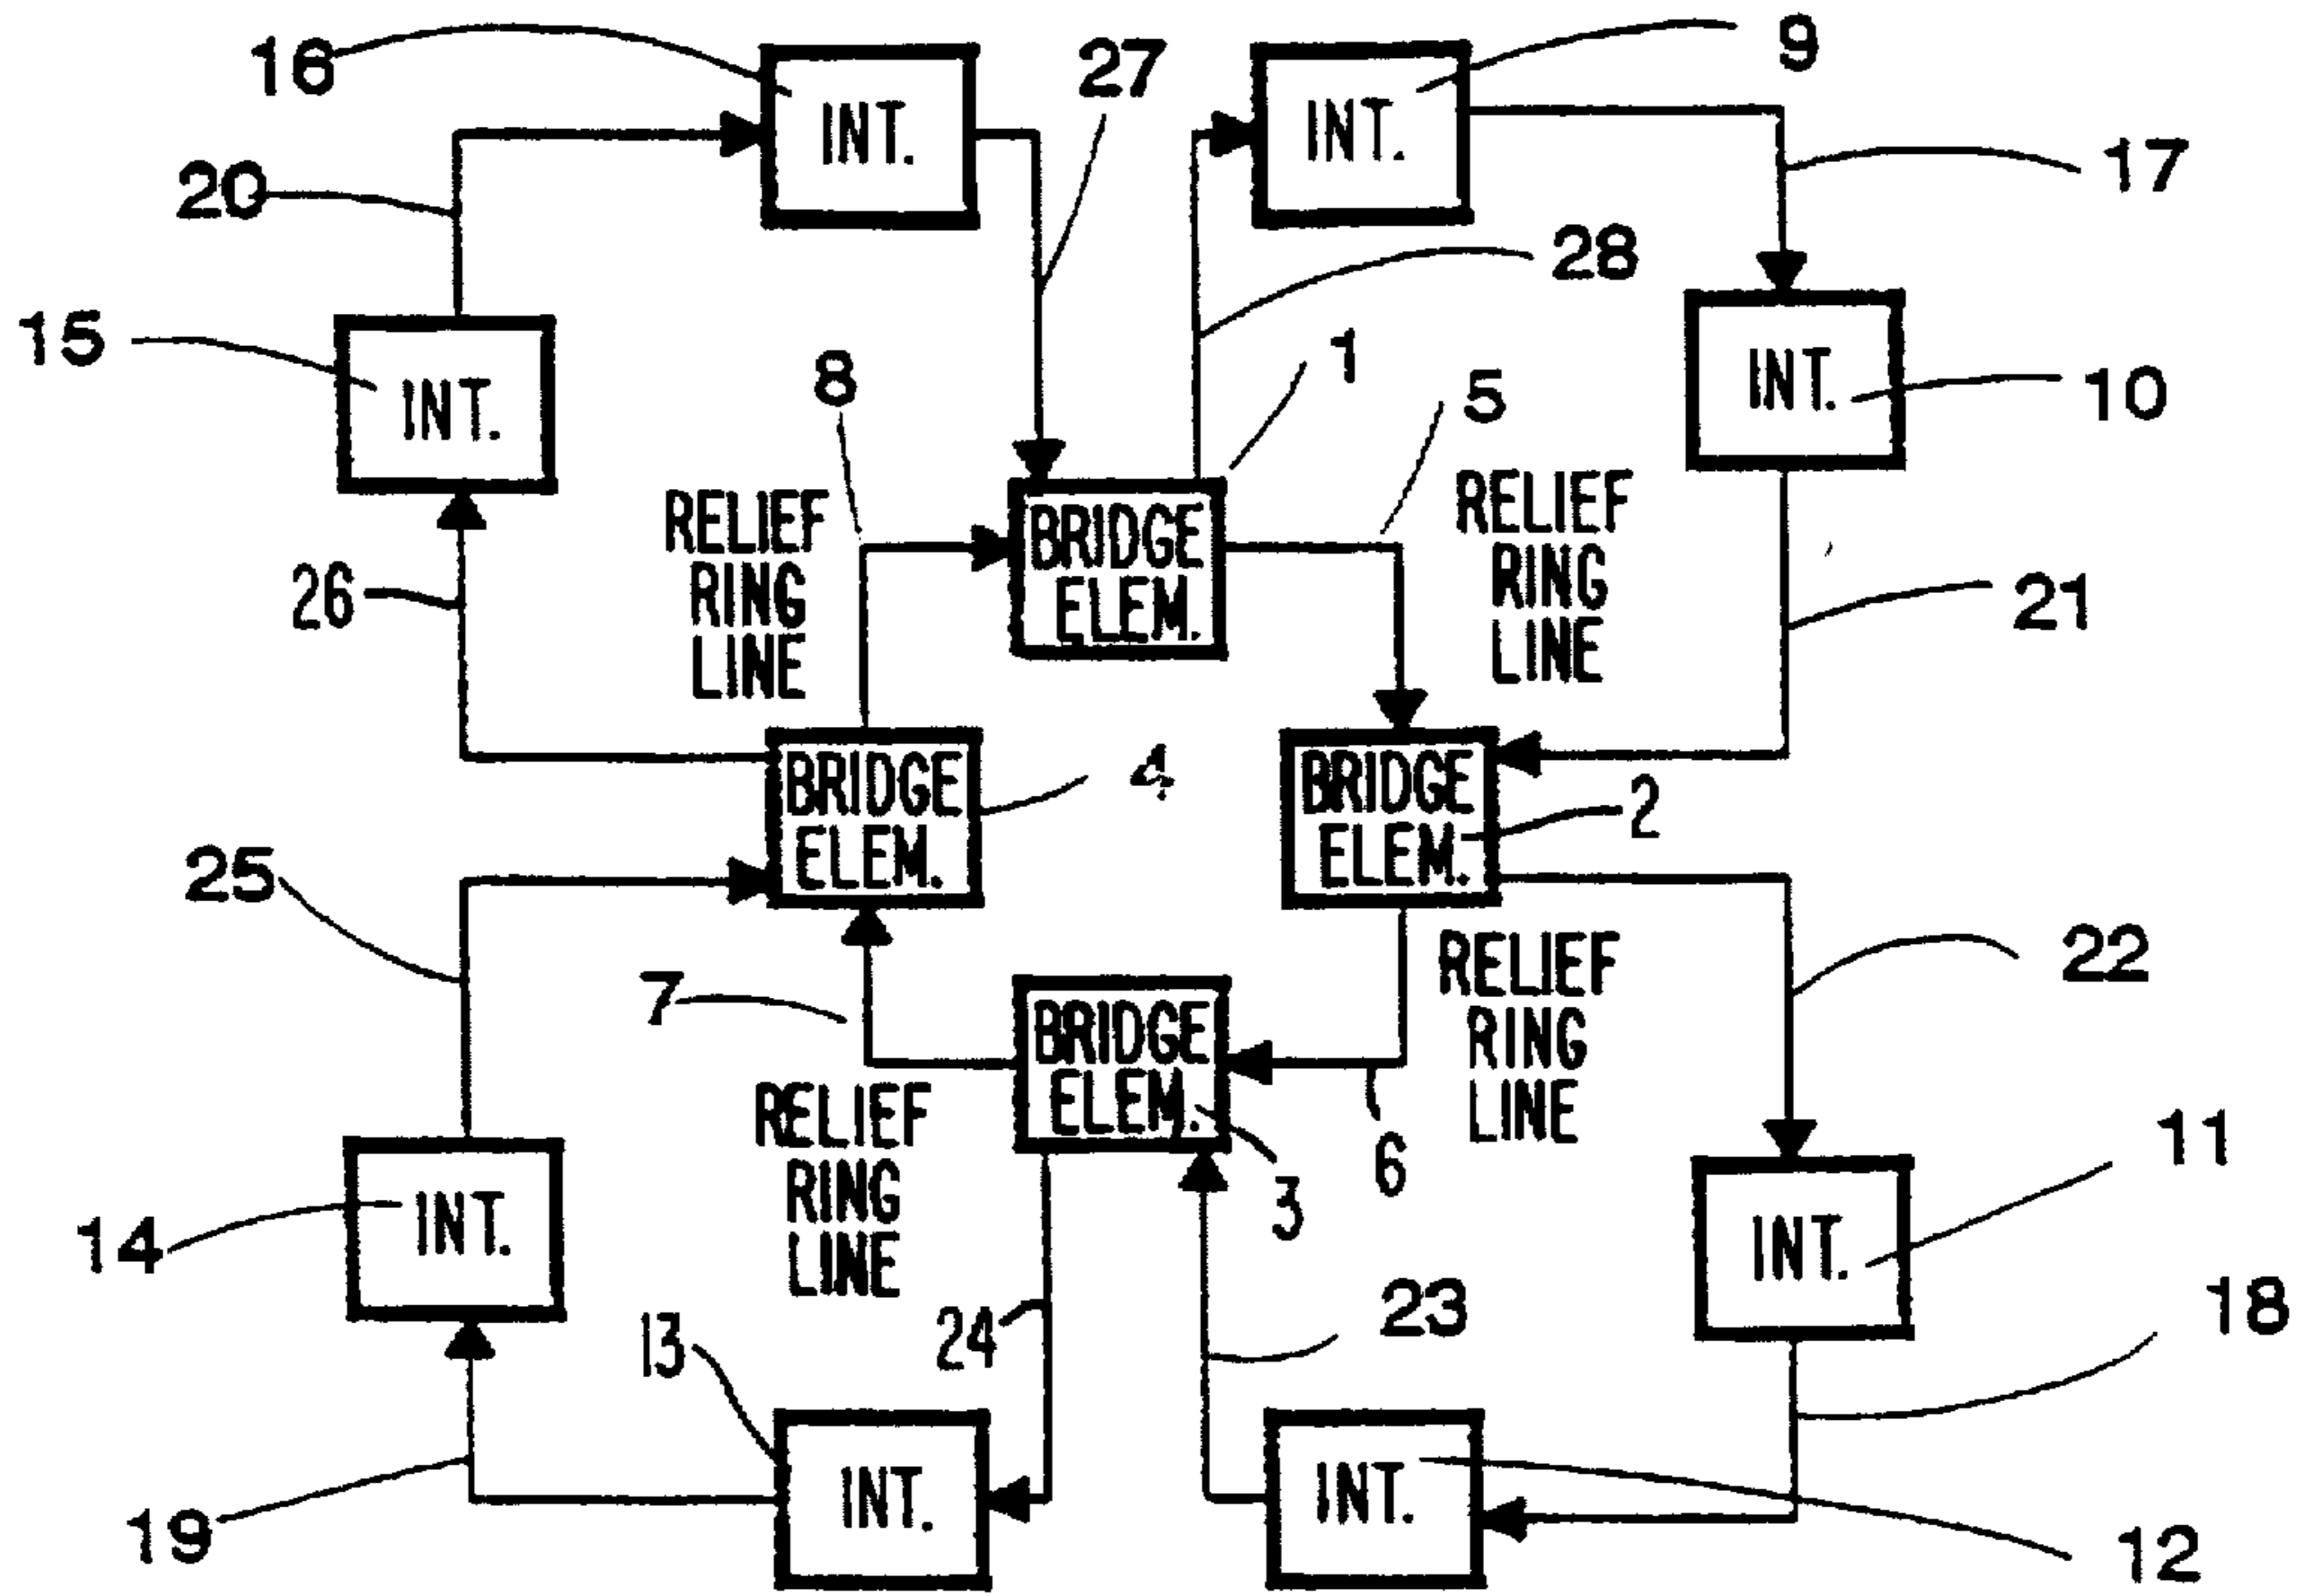 16
27
9
INT.
INT.
17
20
28
15
1
8
5
INT.
10
INT.
RELIEF
RING
LINE
BRIDGE
ELEM.
RELIEF
RING
LINE
26
21
BRIDGE
ELEM.
4
BRIDGE
ELEM.
2
25
22
7
BRIDGE
ELEM.
RELIEF
RING
LINE
RELIEF
RING
LINE
6
3
11
14
INT.
INT.
18
13
24
23
INT.
INT.
19
12